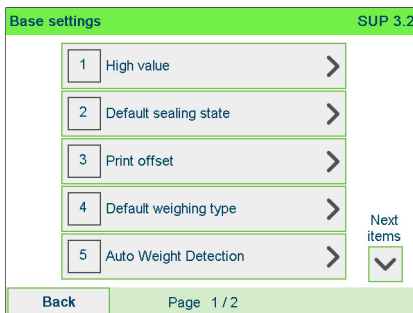 Base settings SUP 3.2
1 High value
2 Default sealing state
3 Print offset
4 Default weighing type
5 Auto Weight Detection
Next
items
Back Page 1/2